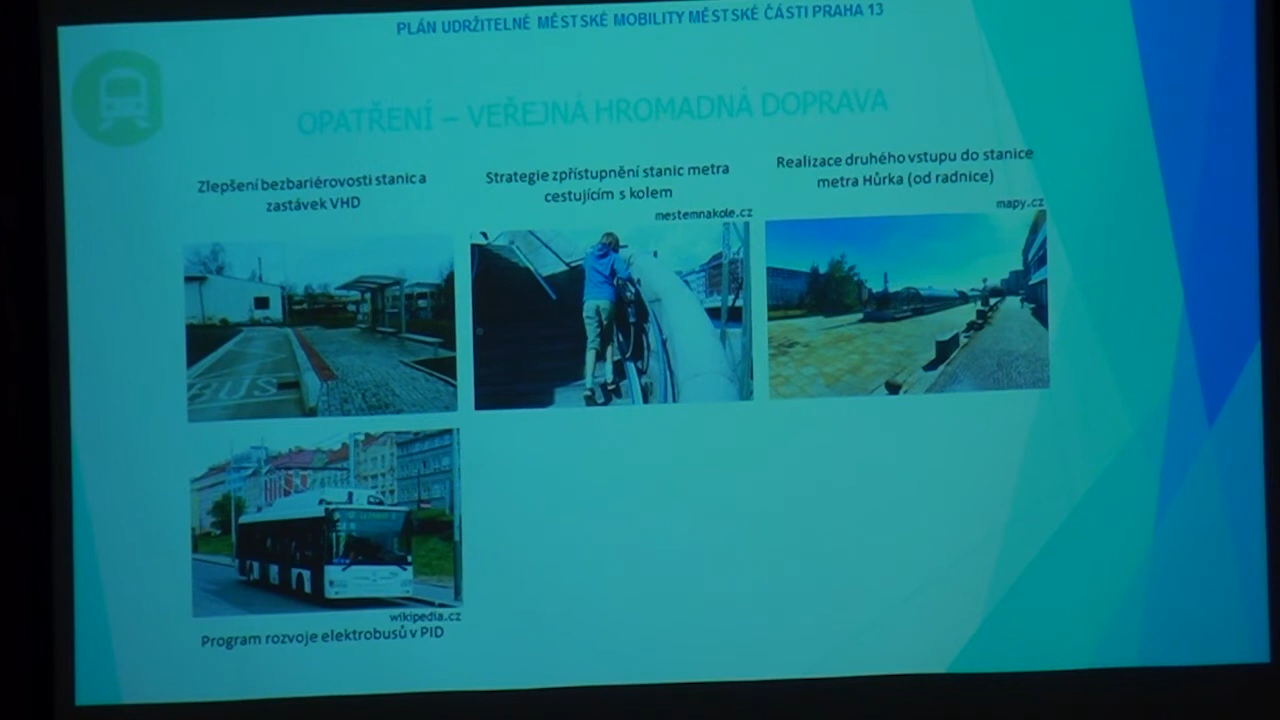 PLÁN UDRŽITELNÉ MĚSTSKÉ MOBILITY MĚSTSKÉ ČÁSTI PRAHA 13
OPATŘENÍ – VEŘEJNÁ HROMADNÁ DOPRAVA
Zlepšení bezbariérovosti stanic a
zastávek VHD
Strategie zpřístupnění stanic metra
cestujícím s kolem
mestemnakole.cz
Realizace druhého vstupu do stanice
metra Hůrka (od radnice)
mapy.cz
BUS
wikipedia.cz
Program rozvoje elektrobusů v PID